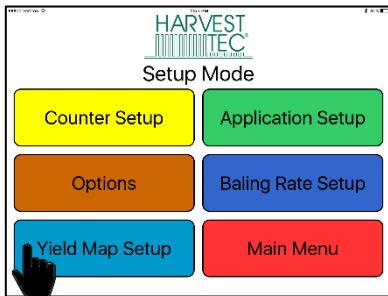 HARVEST
TEC
Setup Mode
Counter Setup
Application Setup
Options
Baling Rate Setup
Yield Map Setup
Main Menu